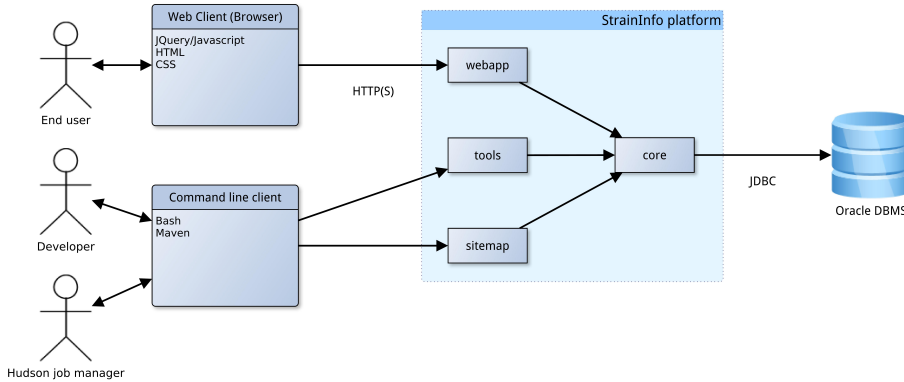 Web Client (Browser)
JQuery/Javascript
HTML
CSS
End user
HTTP(S)
StrainInfo platform
webapp
tools
core
sitemap
JDBC
Oracle DBMS
Developer
Command line client
Bash
Maven
Hudson job manager